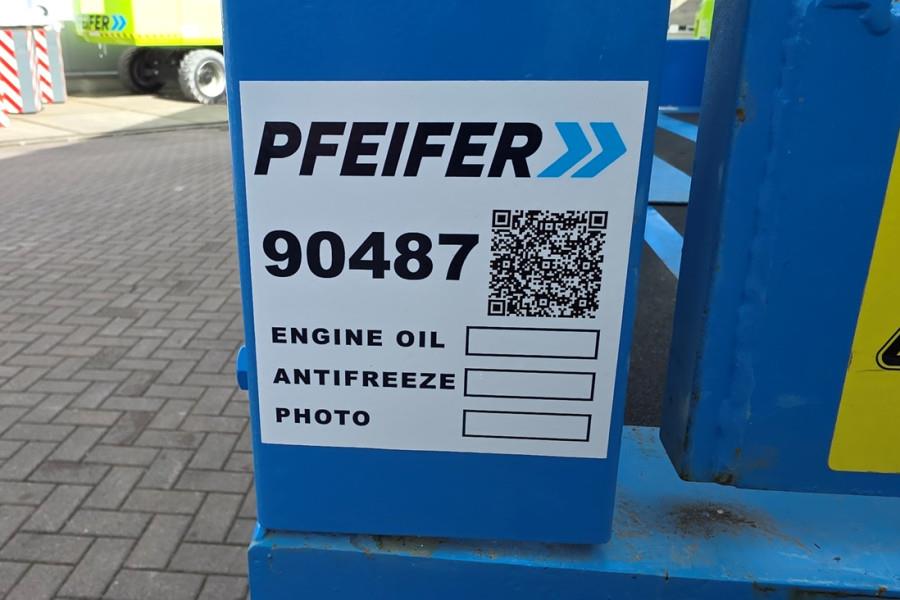 PFEIFER
90487
ENGINE OIL
ANTIFREEZE
PHOTO